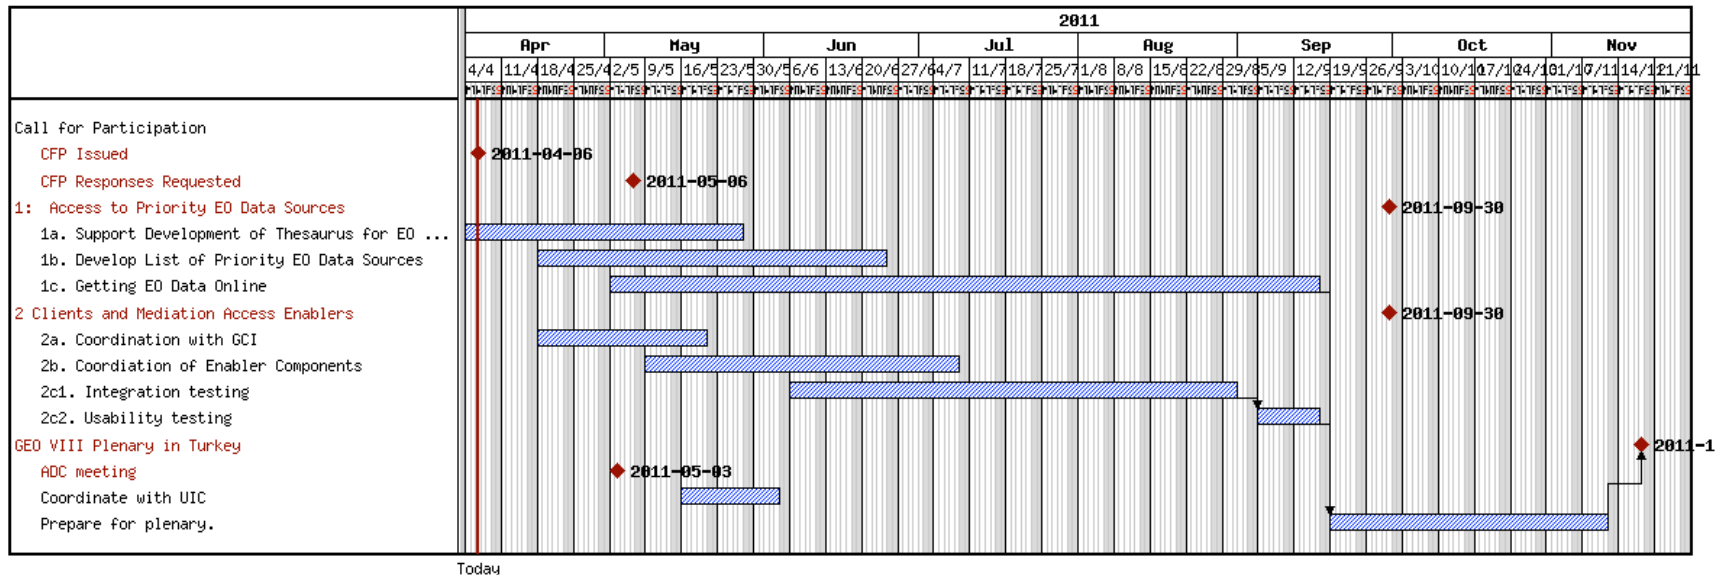 2011
Apr May Jun Jul Aug Sep Oct Nov
4/4 11/4 18/4 25/4 2/5 9/5 16/5 23/5 30/5 6/6 13/6 20/6 27/6 4/7 11/7 18/7 25/7 1/8 8/8 15/8 22/8 29/8 5/9 12/9 19/9 26/9 3/10 10/10 17/10 24/10 31/10 7/11 14/11 21/11
Call for Participation
CFP Issued 2011-04-06
CFP Responses Requested 2011-05-06
1: Access to Priority EO Data Sources 2011-09-30
1a. Support Development of Thesaurus for EO ...
1b. Develop List of Priority EO Data Sources
1c. Getting EO Data Online
2 Clients and Mediation Access Enablers 2011-09-30
2a. Coordination with GCI
2b. Coordiation of Enabler Components
2c1. Integration testing
2c2. Usability testing
GEO VIII Plenary in Turkey 2011-1
ADC meeting 2011-05-03
Coordinate with UIC
Prepare for plenary.
Today